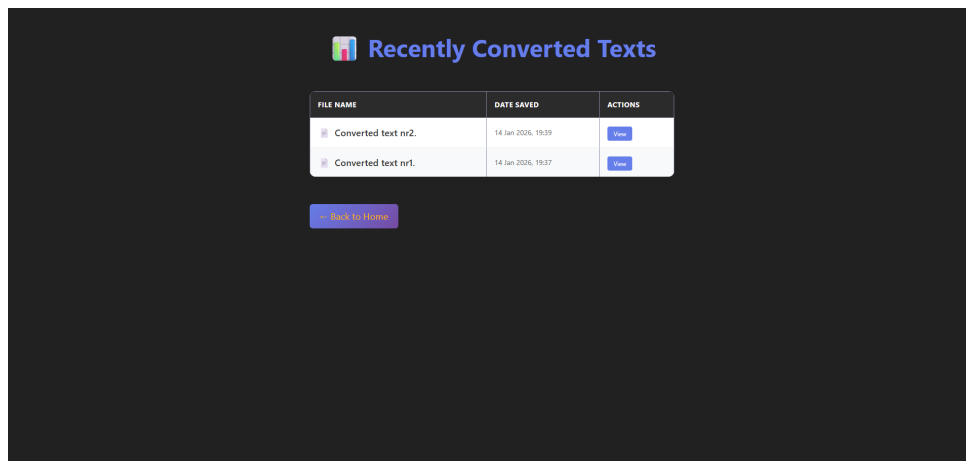 Recently Converted Texts
FILE NAME DATE SAVED ACTIONS
Converted text nr2. 14 Jan 2026, 19:39 View
Converted text nr1. 14 Jan 2026, 19:37 View
← Back to Home